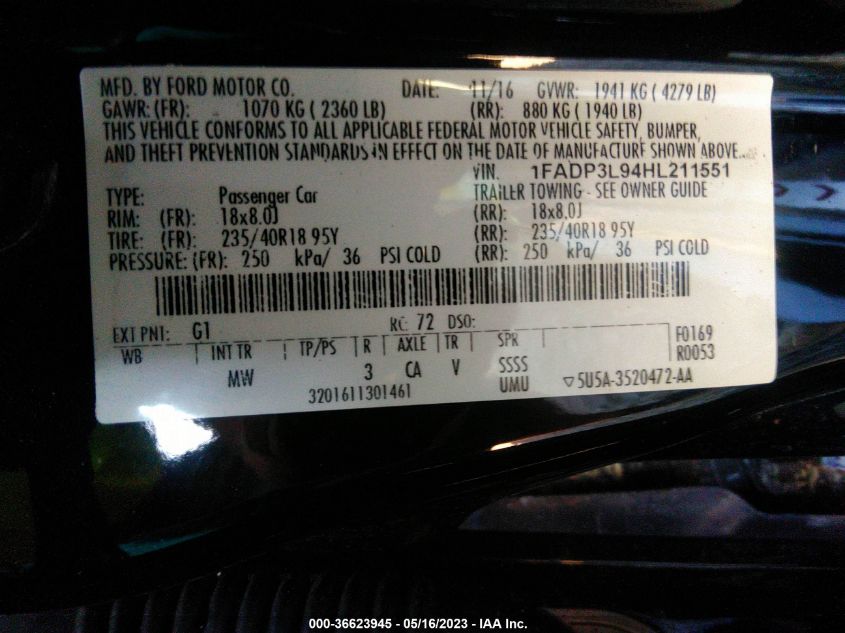 MFD. BY FORD MOTOR CO. DATE: 11/16 GVWR: 1941 KG ( 4279 LB)
GAWR: (FR): 1070 KG ( 2360 LB) (RR): 880 KG ( 1940 LB)
THIS VEHICLE CONFORMS TO ALL APPLICABLE FEDERAL MOTOR VEHICLE SAFETY, BUMPER,
AND THEFT PREVENTION STANDARDS IN EFFECT ON THE DATE OF MANUFACTURE SHOWN ABOVE...
VIN: 1FADP3L94HL211551
TYPE: Passenger Car TRAILER TOWING - SEE OWNER GUIDE
RIM: (FR): 18x8.0J (RR): 18x8.0J
TIRE: (FR): 235/40R18 95Y (RR): 235/40R18 95Y
PRESSURE: (FR): 250 kPa/ 36 PSI COLD (RR): 250 kPa/ 36 PSI COLD
EXT PNT: G1 RC: 72 DSO: F0169
WB INT TR TP/PS R AXLE TR SPR R0053
MW 3 CA V SSSS
3201611301461 UMU ▽5U5A-3520472-AA
000-36623945 - 05/16/2023 - IAA Inc.